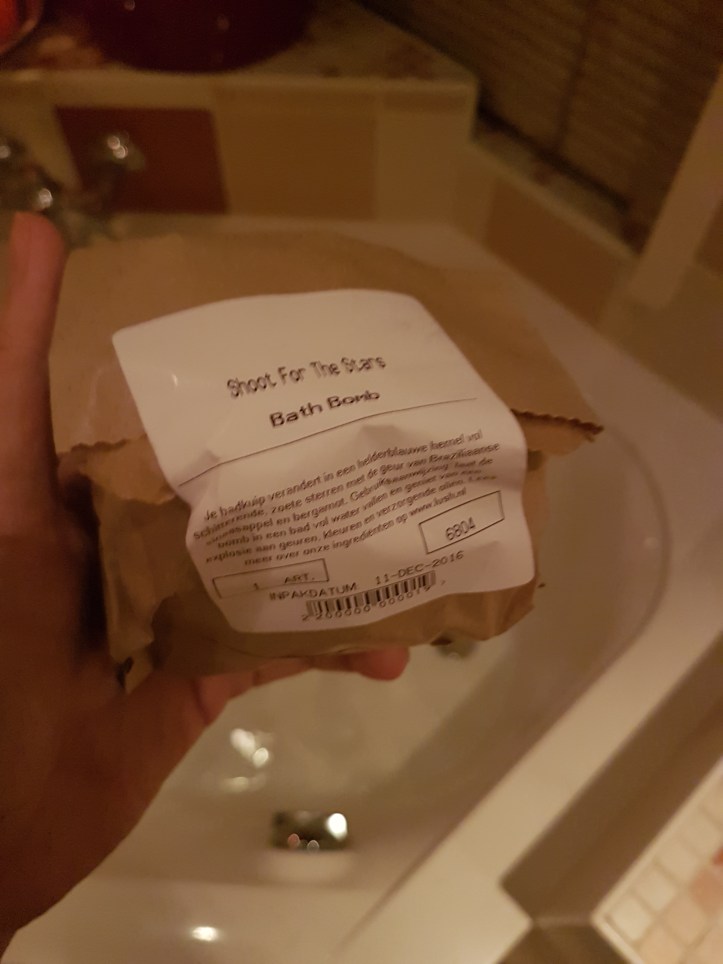 Shoot For The Stars
Bath Bomb
Je badkuip verandert in een helderblauwe hemel vol
schitterende, zoete sterren met de geur van Braziliaanse
sinaasappel en bergamot. Gebruiksaanwijzing: laat de
bomb in een bad vol water vallen en geniet van een
explosie aan geuren, kleuren en verzorgende oliën. Lees
meer over onze ingrediënten op www.lush.nl
6804
1 ART.
INPAKDATUM 11-DEC-2016